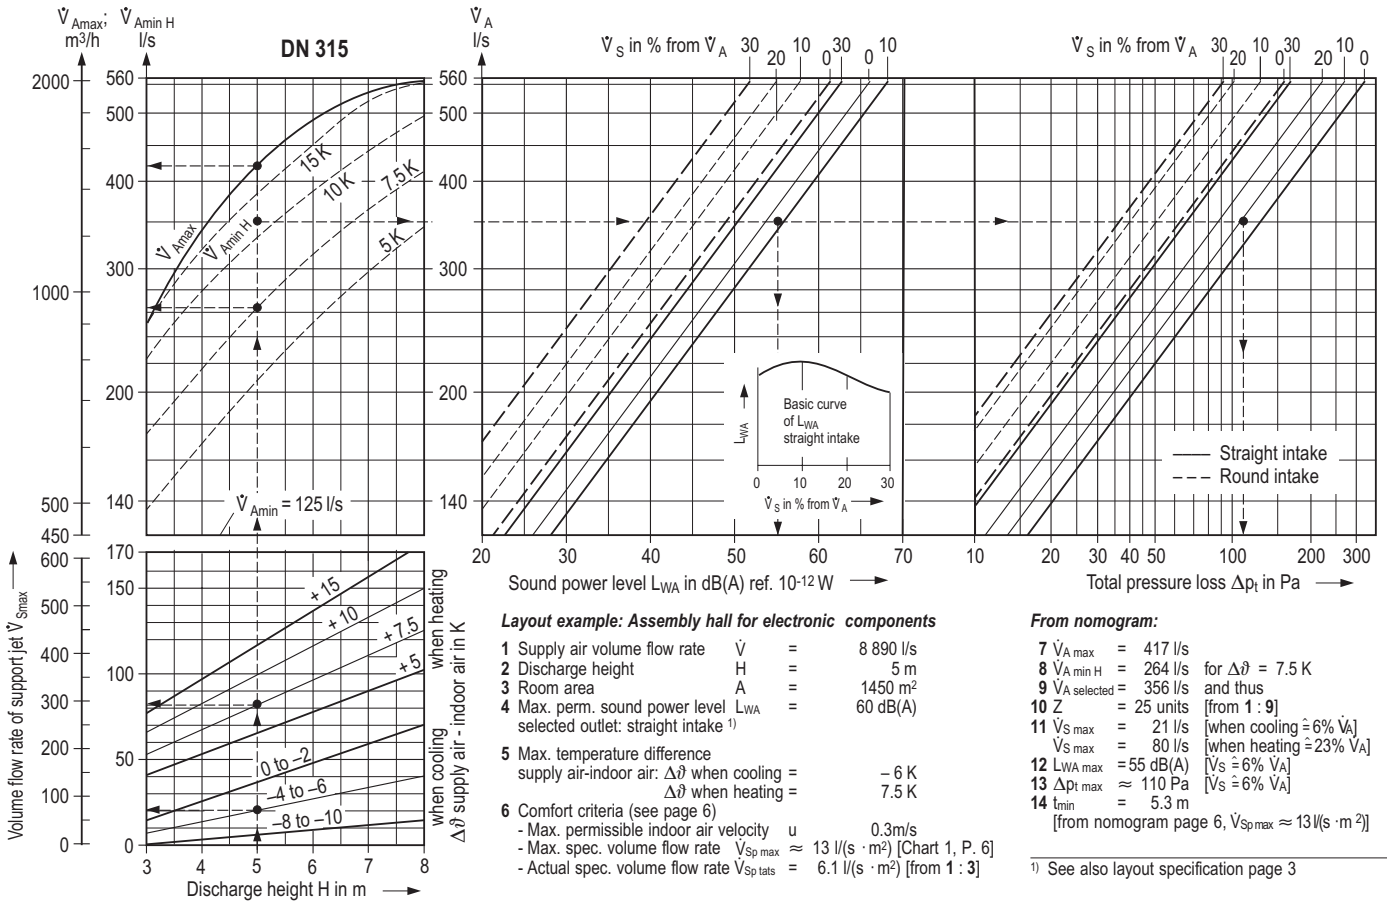 V̇Amax; V̇Amin H
m³/h l/s
DN 315
V̇A
l/s
V̇S in % from V̇A 30 20 10 0 30 0 10
V̇S in % from V̇A 30 20 10 0 30 20 10 0
2000 560 560 560
500 500 500
400 400 400
300 300 300
1000
200 200 200
140 140 140
500
450
15 K
10 K
7.5 K
5 K
V̇Amax
V̇Amin H
V̇Amin = 125 l/s
LWA
Basic curve
of LWA
straight intake
0 10 20 30
V̇S in % from V̇A
Straight intake
Round intake
20 30 40 50 60 70
Sound power level LWA in dB(A) ref. 10-12 W
10 20 30 40 50 100 200 300
Total pressure loss Δpt in Pa
Volume flow rate of support jet V̇Smax
600 500 400 300 200 100 0
170 150 100 50 0
+15
+10
+7.5
+5
0 to –2
–4 to –6
–8 to –10
when cooling when heating
Δϑ supply air - indoor air in K
3 4 5 6 7 8
Discharge height H in m
Layout example: Assembly hall for electronic components
1 Supply air volume flow rate V̇ = 8 890 l/s
2 Discharge height H = 5 m
3 Room area A = 1450 m²
4 Max. perm. sound power level LWA = 60 dB(A)
selected outlet: straight intake 1)
5 Max. temperature difference
supply air-indoor air: Δϑ when cooling = – 6 K
Δϑ when heating = 7.5 K
6 Comfort criteria (see page 6)
- Max. permissible indoor air velocity u 0.3m/s
- Max. spec. volume flow rate V̇Sp max ≈ 13 l/(s · m²) [Chart 1, P. 6]
- Actual spec. volume flow rate V̇Sp tats = 6.1 l/(s · m²) [from 1 : 3]
From nomogram:
7 V̇A max = 417 l/s
8 V̇A min H = 264 l/s for Δϑ = 7.5 K
9 V̇A selected = 356 l/s and thus
10 Z = 25 units [from 1 : 9]
11 V̇S max = 21 l/s [when cooling ≙ 6% V̇A]
V̇S max = 80 l/s [when heating ≙ 23% V̇A]
12 LWA max = 55 dB(A) [V̇S ≙ 6% V̇A]
13 Δpt max ≈ 110 Pa [V̇S ≙ 6% V̇A]
14 tmin = 5.3 m
[from nomogram page 6, V̇Sp max ≈ 13 l/(s · m²)]
1) See also layout specification page 3